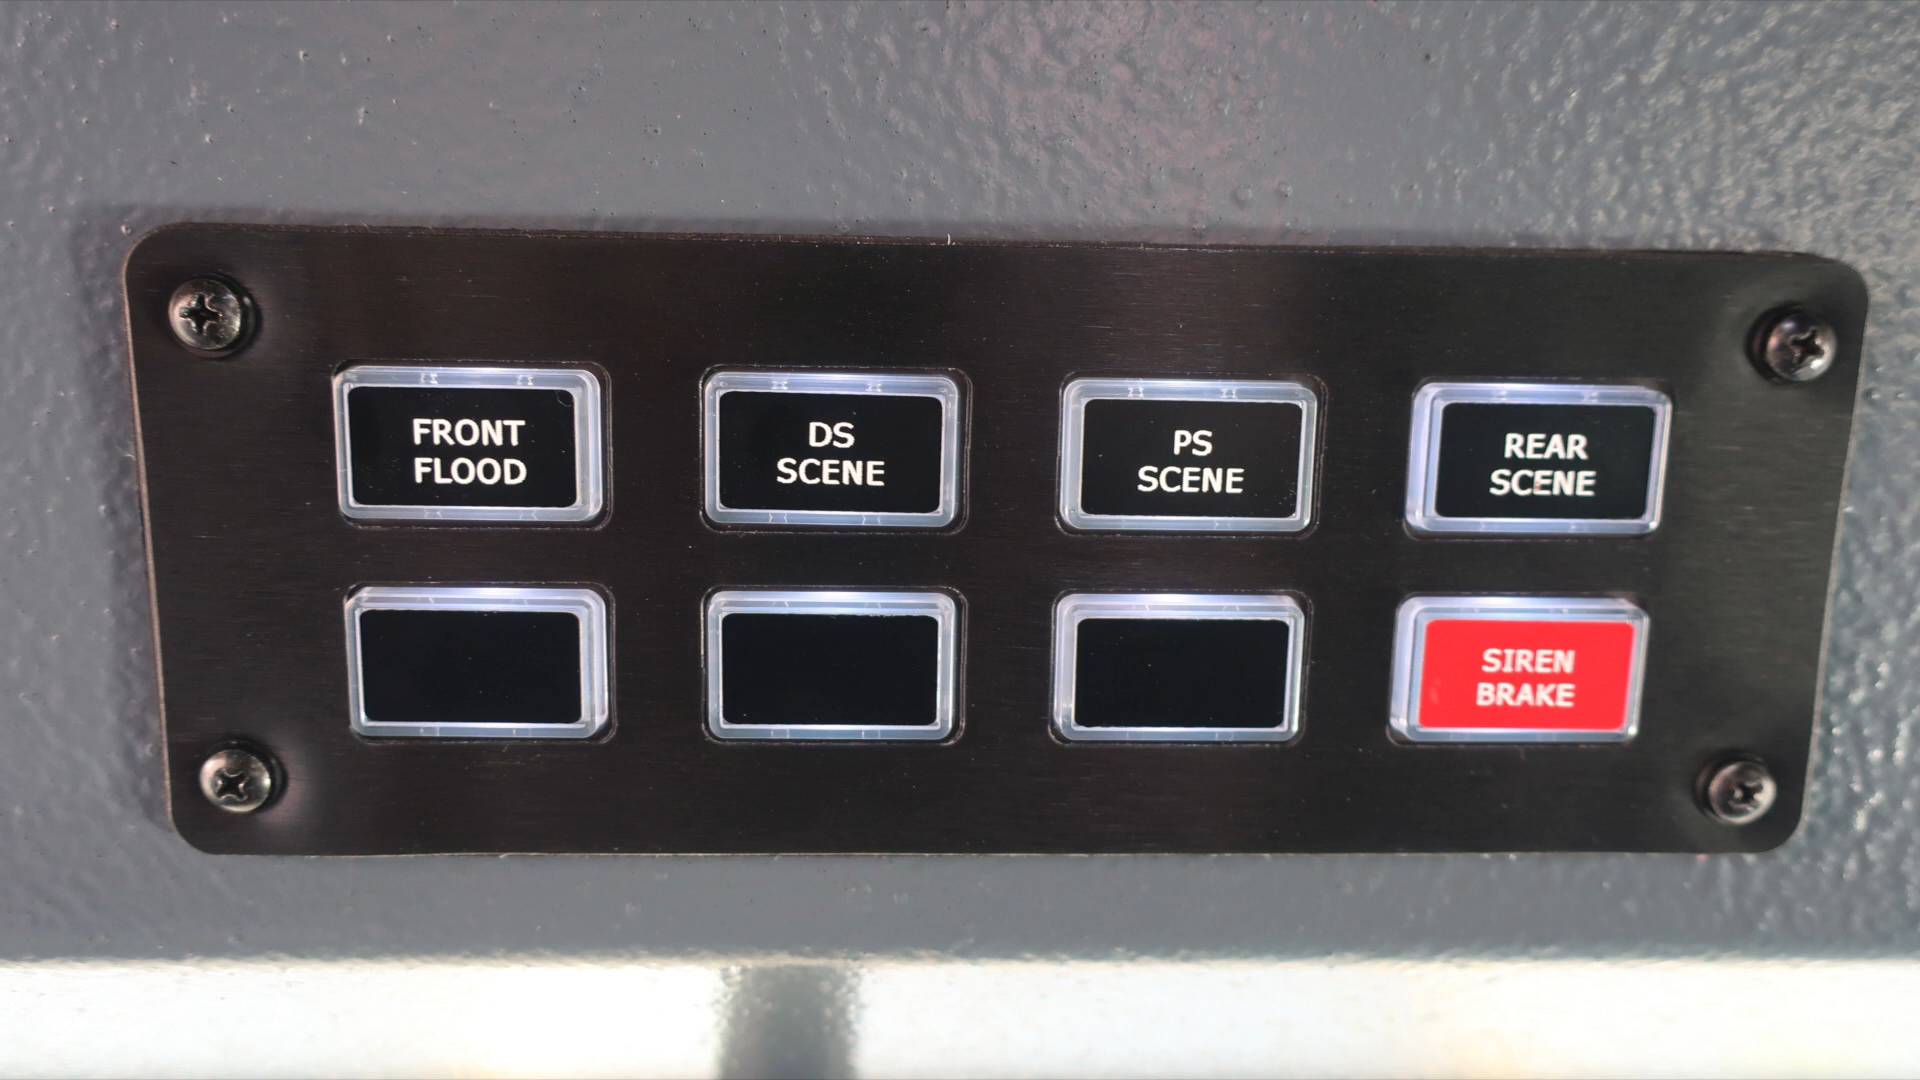 FRONT
FLOOD
DS
SCENE
PS
SCENE
REAR
SCENE
SIREN
BRAKE